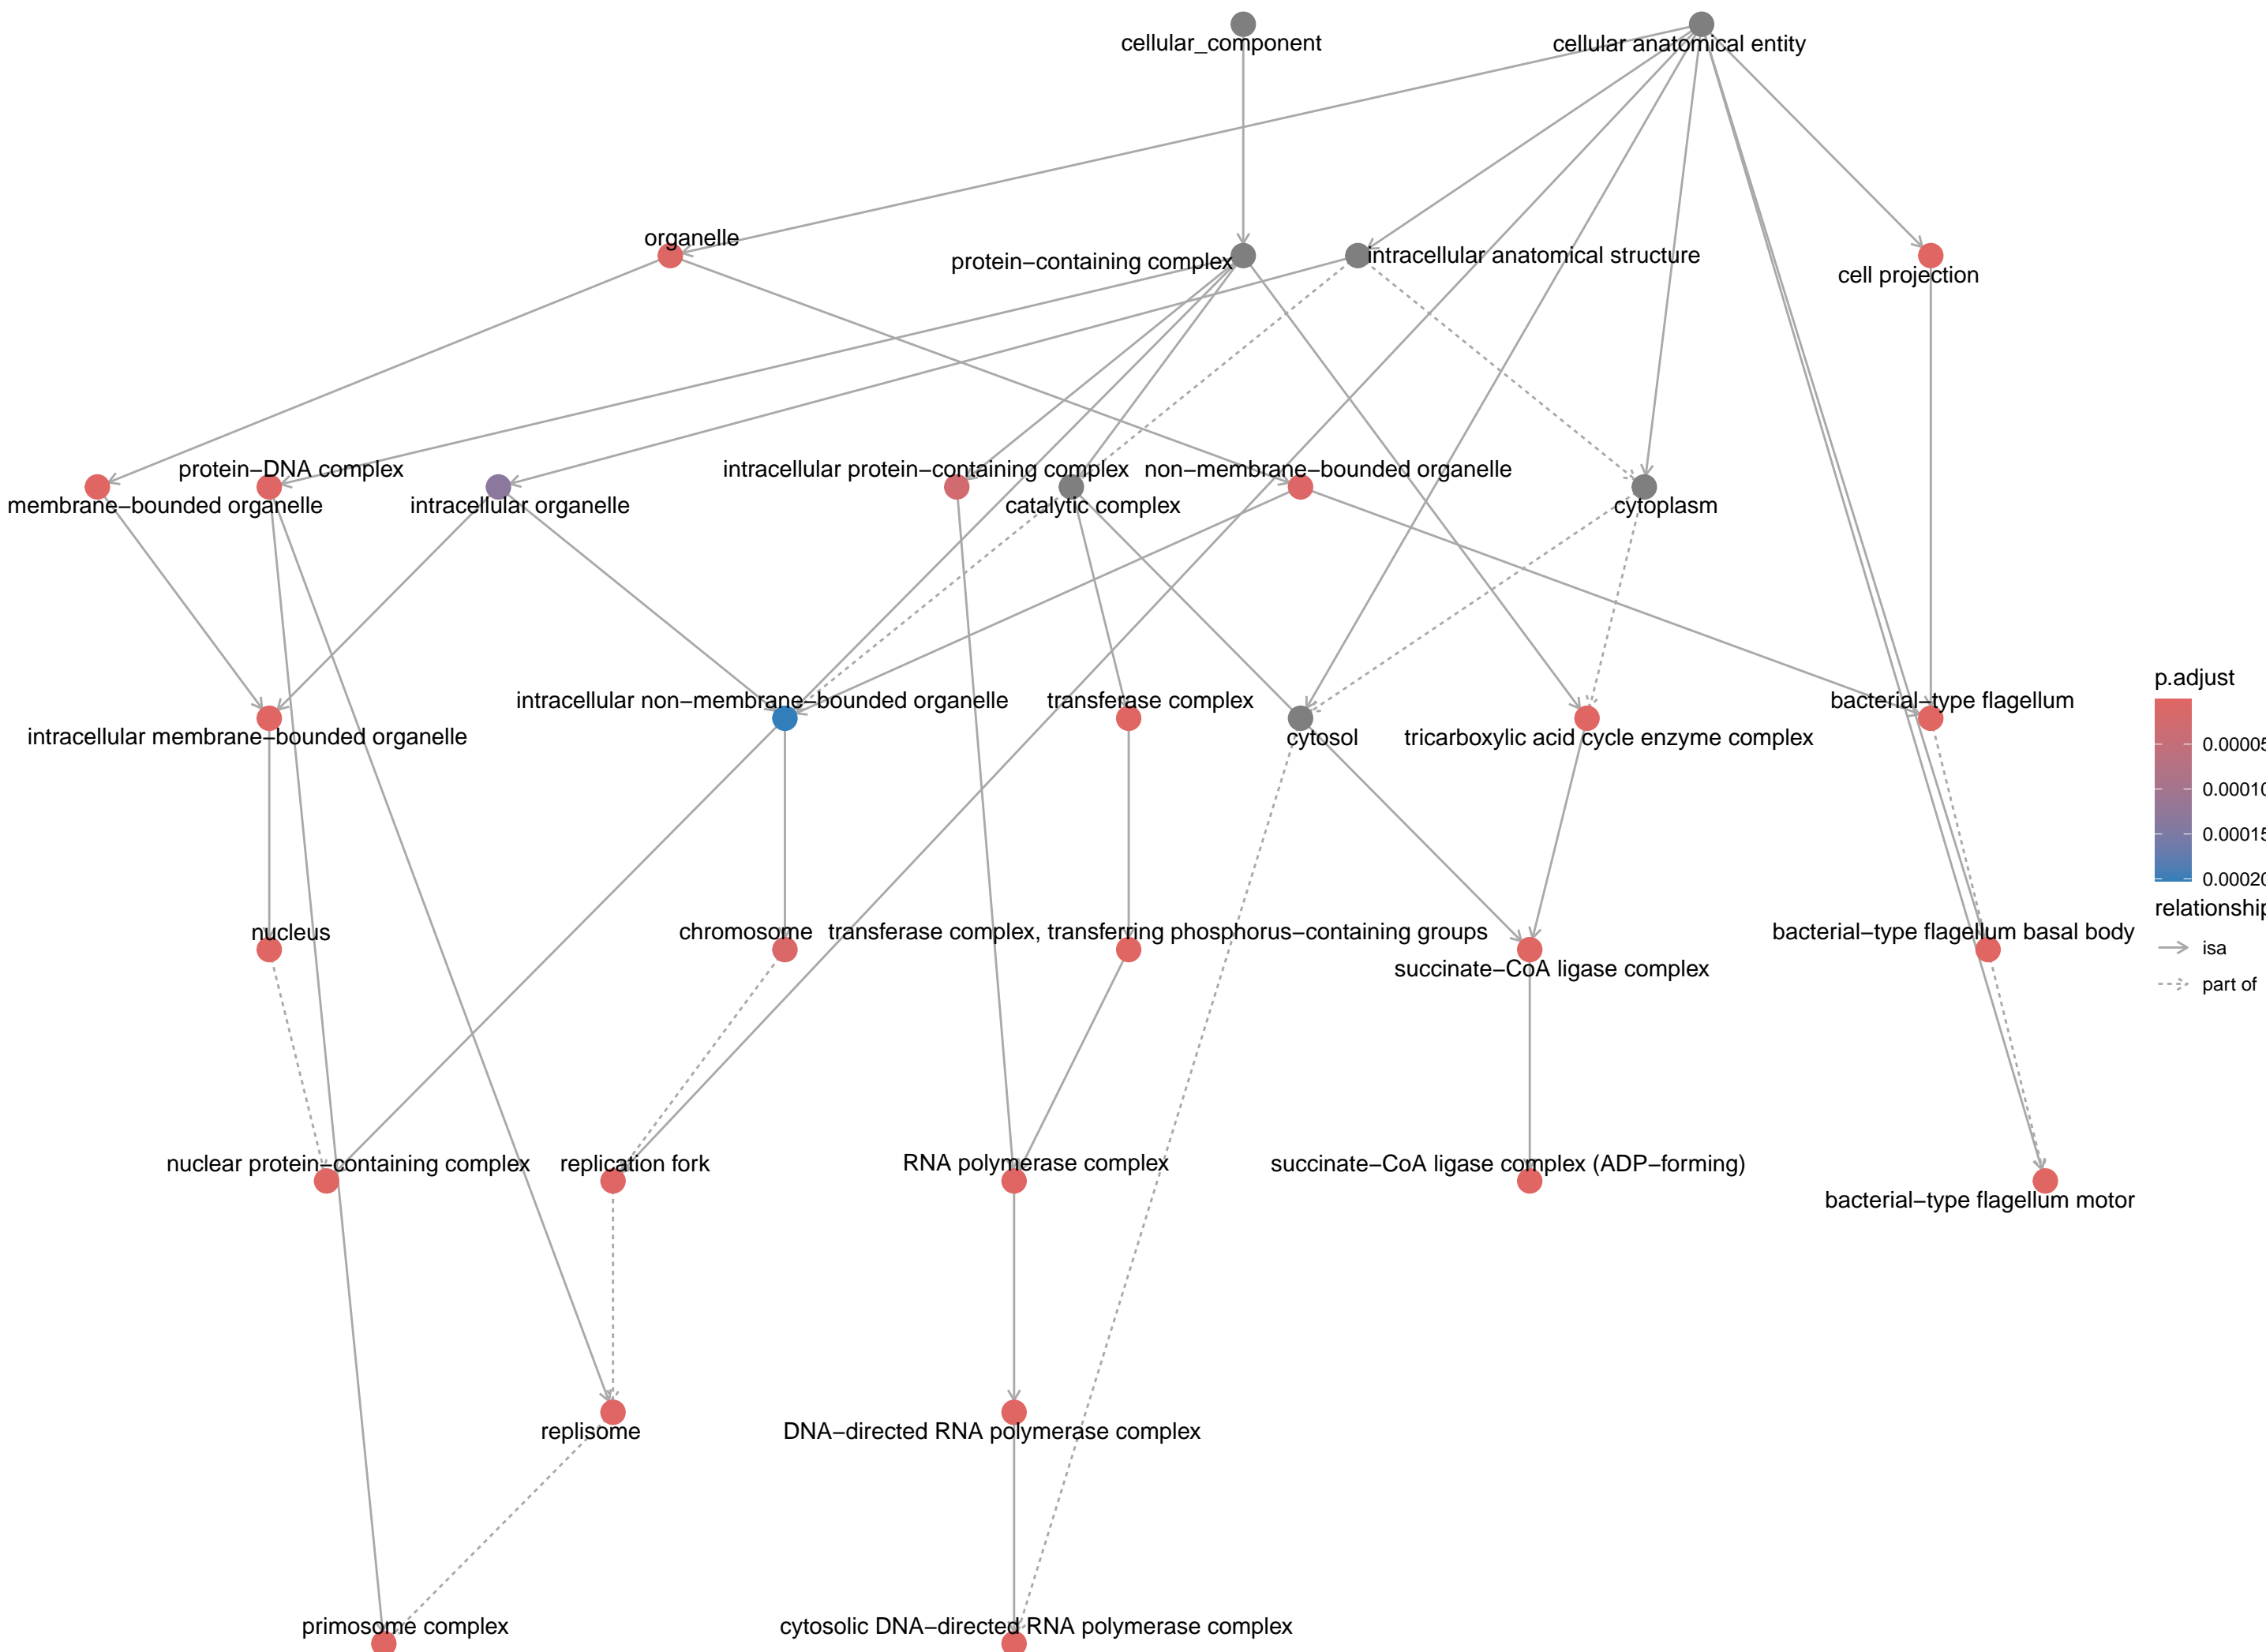 cellular_component
cellular anatomical entity
organelle
protein−containing complex
intracellular anatomical structure
cell projection
protein−DNA complex
intracellular protein−containing complex
non−membrane−bounded organelle
membrane−bounded organelle
intracellular organelle
catalytic complex
cytoplasm
intracellular non−membrane−bounded organelle
transferase complex
bacterial−type flagellum
intracellular membrane−bounded organelle
cytosol
tricarboxylic acid cycle enzyme complex
nucleus
chromosome
transferase complex, transferring phosphorus−containing groups
bacterial−type flagellum basal body
succinate−CoA ligase complex
nuclear protein−containing complex
replication fork
RNA polymerase complex
succinate−CoA ligase complex (ADP−forming)
bacterial−type flagellum motor
replisome
DNA−directed RNA polymerase complex
primosome complex
cytosolic DNA−directed RNA polymerase complex
p.adjust
0.00005
0.00010
0.00015
0.00020
relationship
isa
part of